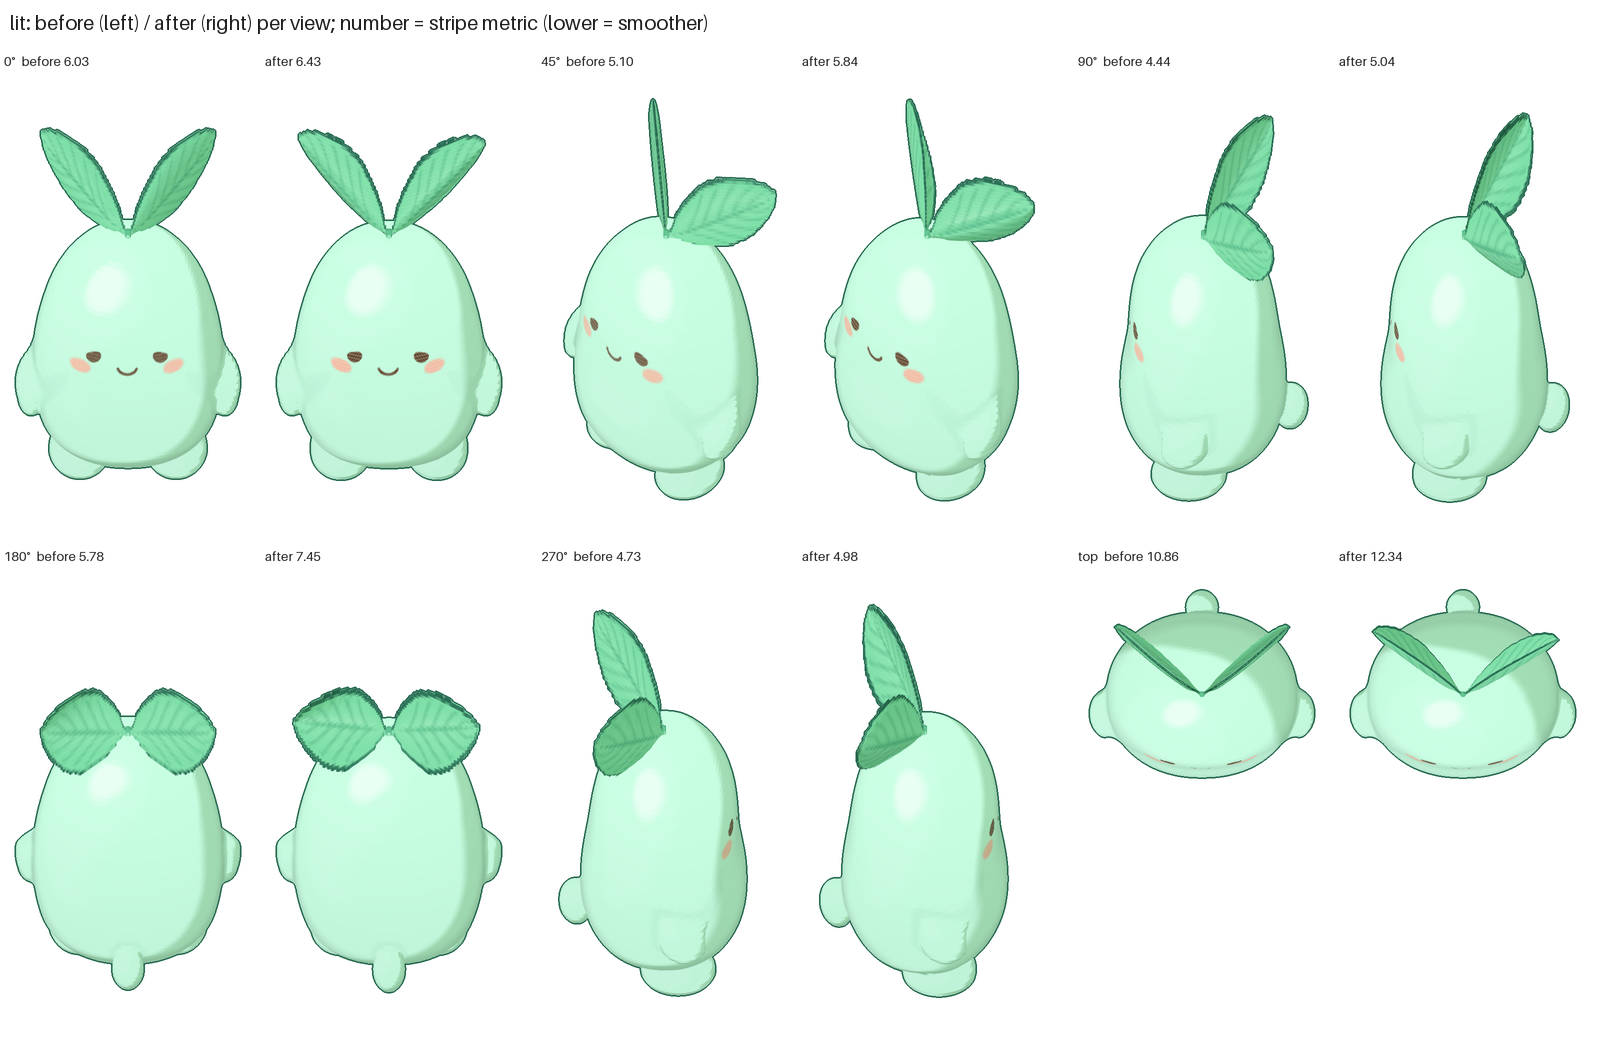 lit: before (left) / after (right) per view; number = stripe metric (lower = smoother)
0° before 6.03
after 6.43
45° before 5.10
after 5.84
90° before 4.44
after 5.04
180° before 5.78
after 7.45
270° before 4.73
after 4.98
top before 10.86
after 12.34